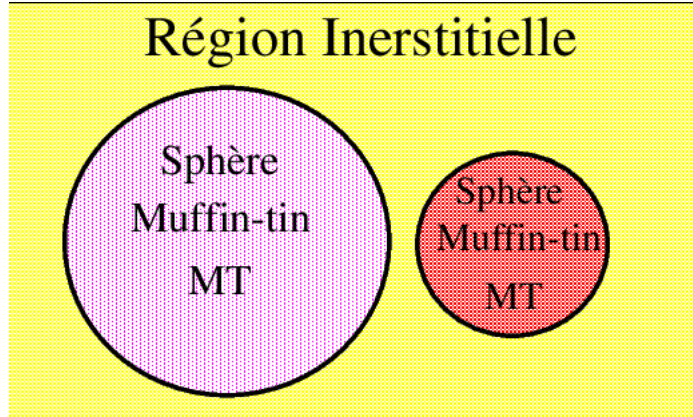 Région Inerstitielle
Sphère
Muffin-tin
MT
Sphère
Muffin-tin
MT